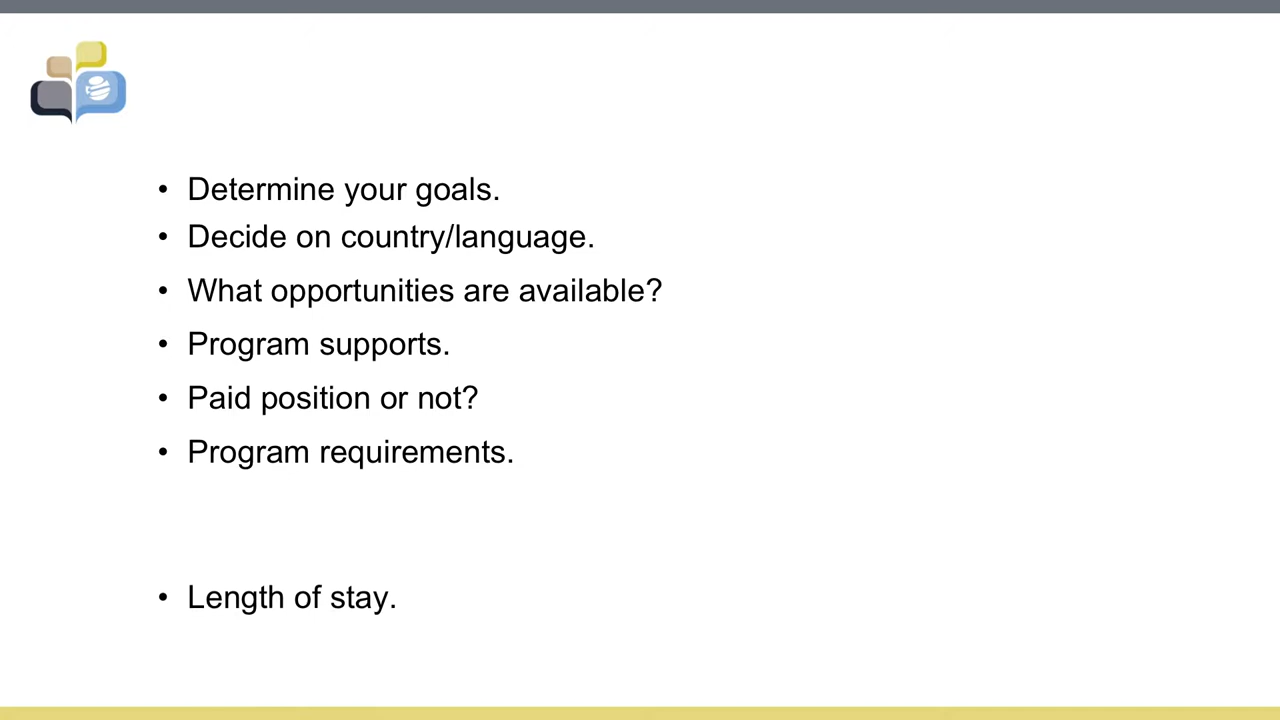 • Determine your goals.
• Decide on country/language.
• What opportunities are available?
• Program supports.
• Paid position or not?
• Program requirements.
• Length of stay.